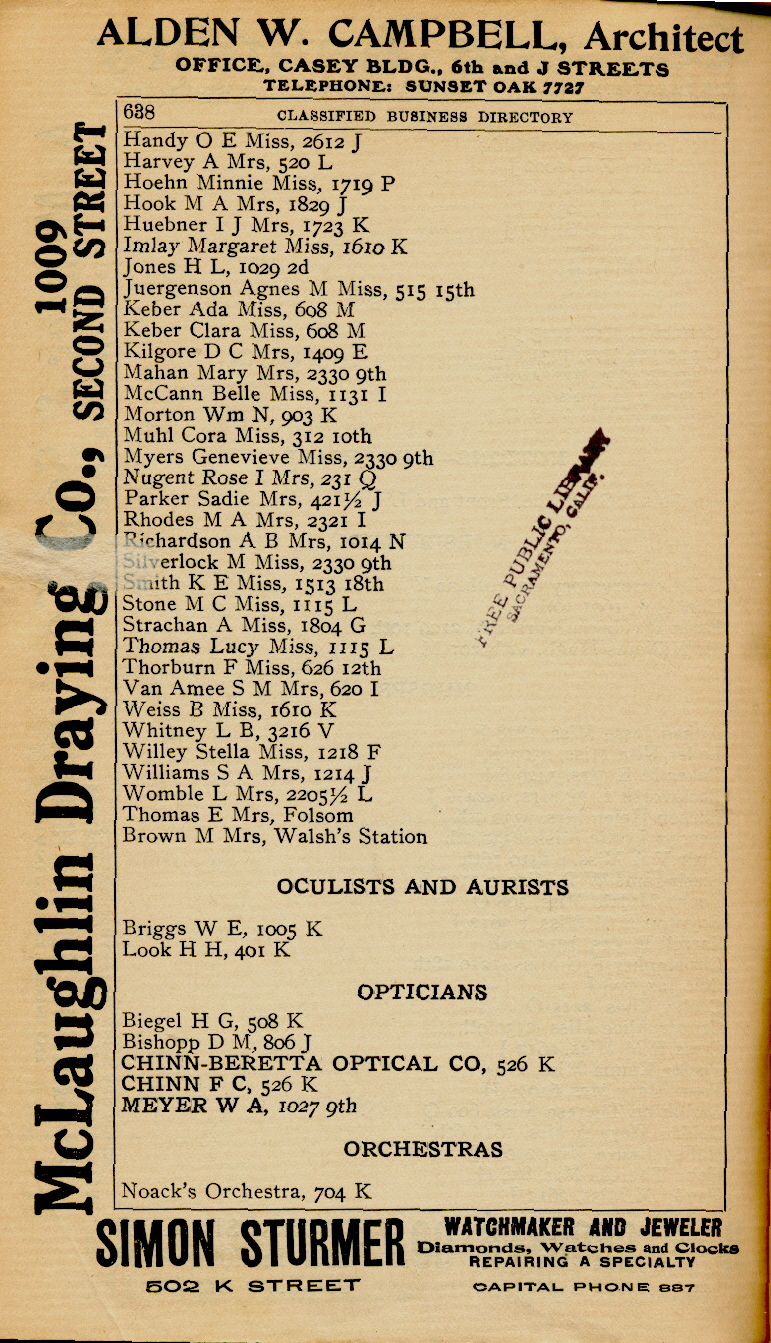 ALDEN W. CAMPBELL, Architect
OFFICE, CASEY BLDG., 6th and J STREETS
TELEPHONE: SUNSET OAK 7727
638 CLASSIFIED BUSINESS DIRECTORY
Handy O E Miss, 2612 J
Harvey A Mrs, 520 L
Hoehn Minnie Miss, 1719 P
Hook M A Mrs, 1829 J
Huebner I J Mrs, 1723 K
Imlay Margaret Miss, 1610 K
Jones H L, 1029 2d
Juergenson Agnes M Miss, 515 15th
Keber Ada Miss, 608 M
Keber Clara Miss, 608 M
Kilgore D C Mrs, 1409 E
Mahan Mary Mrs, 2330 9th
McCann Belle Miss, 1131 I
Morton Wm N, 903 K
Muhl Cora Miss, 312 10th
Myers Genevieve Miss, 2330 9th
Nugent Rose I Mrs, 231 Q
Parker Sadie Mrs, 421½ J
Rhodes M A Mrs, 2321 I
Richardson A B Mrs, 1014 N
Silverlock M Miss, 2330 9th
Smith K E Miss, 1513 18th
Stone M C Miss, 1115 L
Strachan A Miss, 1804 G
Thomas Lucy Miss, 1115 L
Thorburn F Miss, 626 12th
Van Amee S M Mrs, 620 I
Weiss B Miss, 1610 K
Whitney L B, 3216 V
Willey Stella Miss, 1218 F
Williams S A Mrs, 1214 J
Womble L Mrs, 2205½ L
Thomas E Mrs, Folsom
Brown M Mrs, Walsh's Station
OCULISTS AND AURISTS
Briggs W E, 1005 K
Look H H, 401 K
OPTICIANS
Biegel H G, 508 K
Bishopp D M, 806 J
CHINN-BERETTA OPTICAL CO, 526 K
CHINN F C, 526 K
MEYER W A, 1027 9th
ORCHESTRAS
Noack's Orchestra, 704 K
McLaughlin Draying Co., 1009 SECOND STREET
FREE PUBLIC LIBRARY
SACRAMENTO, CALIF.
SIMON STURMER
502 K STREET
WATCHMAKER AND JEWELER
Diamonds, Watches and Clocks
REPAIRING A SPECIALTY
CAPITAL PHONE 887